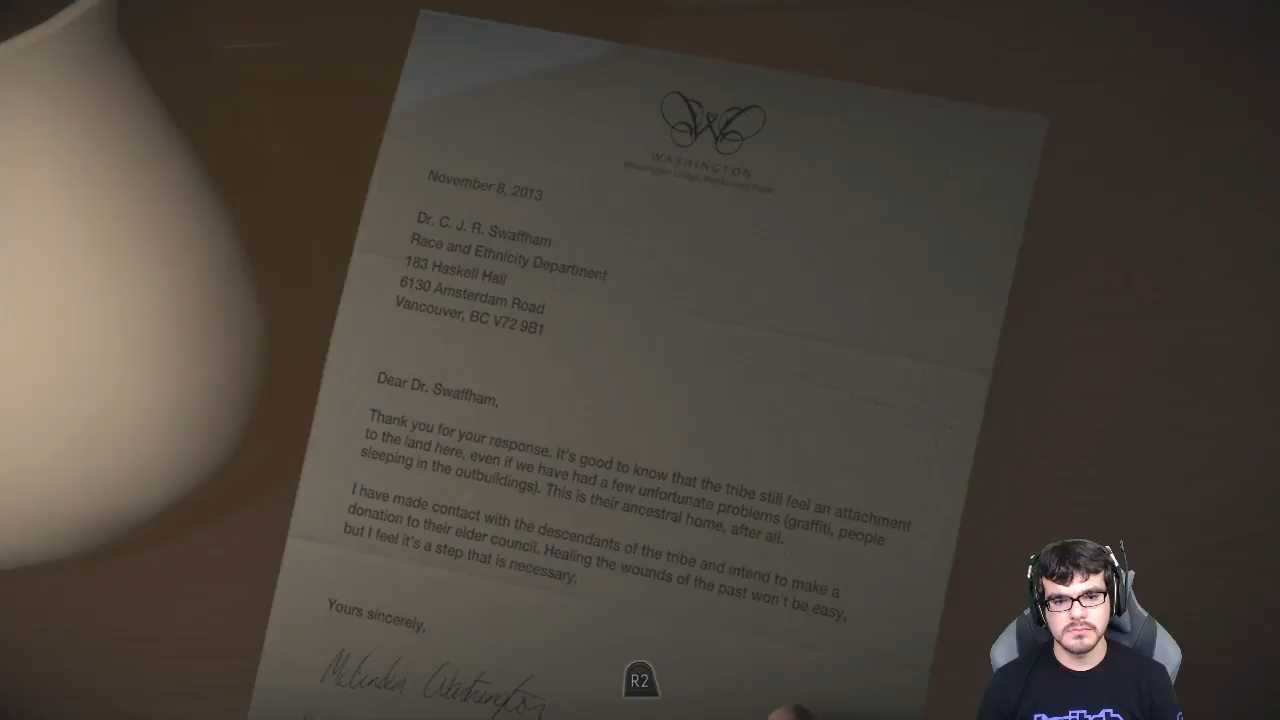 W
WASHINGTON
November 8, 2013
Dr. C. J. R. Swaffham
Race and Ethnicity Department
183 Haskell Hall
6130 Amsterdam Road
Vancouver, BC V72 9B1
Dear Dr. Swaffham,
Thank you for your response. It's good to know that the tribe still feel an attachment
to the land here, even if we have had a few unfortunate problems (graffiti, people
sleeping in the outbuildings). This is their ancestral home, after all.
I have made contact with the descendants of the tribe and intend to make a
donation to their elder council. Healing the wounds of the past won't be easy,
but I feel it's a step that is necessary.
Yours sincerely,
Melinda Washington
R2
twitch